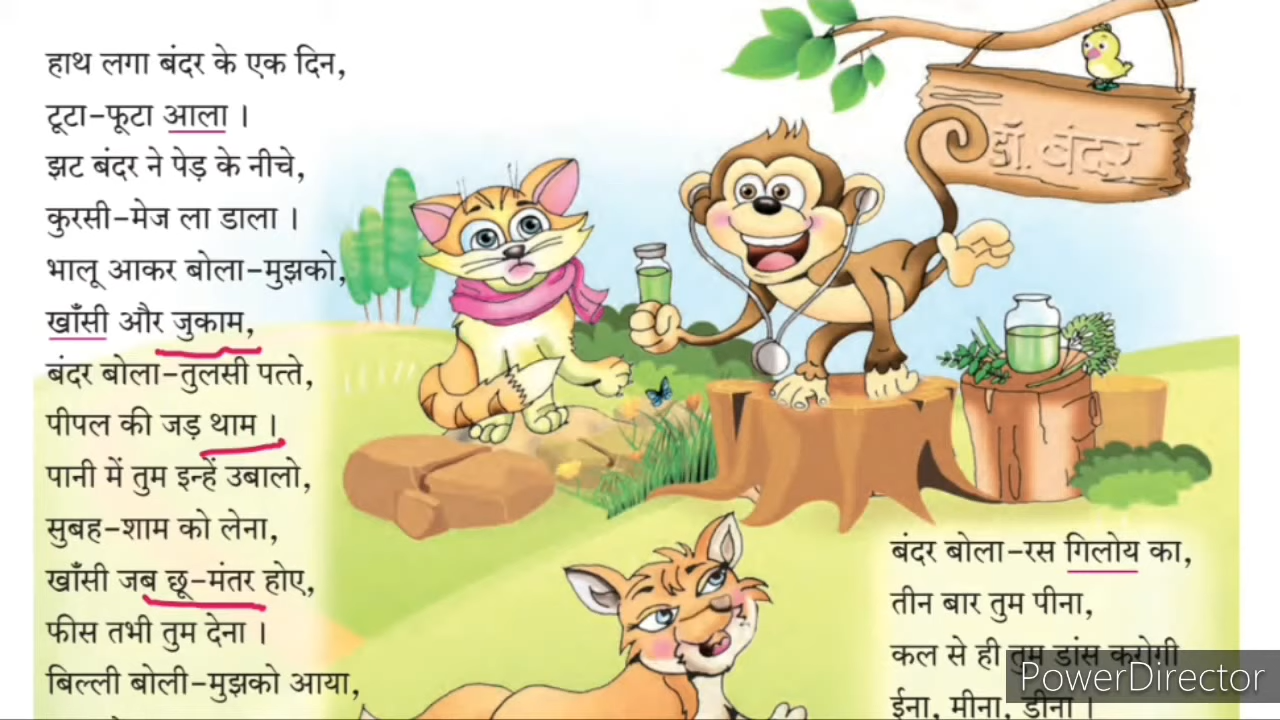 हाथ लगा बंदर के एक दिन,
टूटा-फूटा आला ।
झट बंदर ने पेड़ के नीचे,
कुरसी-मेज ला डाला ।
भालू आकर बोला-मुझको,
खाँसी और जुकाम,
बंदर बोला-तुलसी पत्ते,
पीपल की जड़ थाम ।
पानी में तुम इन्हें उबालो,
सुबह-शाम को लेना,
खाँसी जब छू-मंतर होए,
फीस तभी तुम देना ।
बिल्ली बोली-मुझको आया,
डॉ. बंदर
बंदर बोला-रस गिलोय का,
तीन बार तुम पीना,
कल से ही तुम डांस करोगी
ईना, मीना, डीना ।
PowerDirector